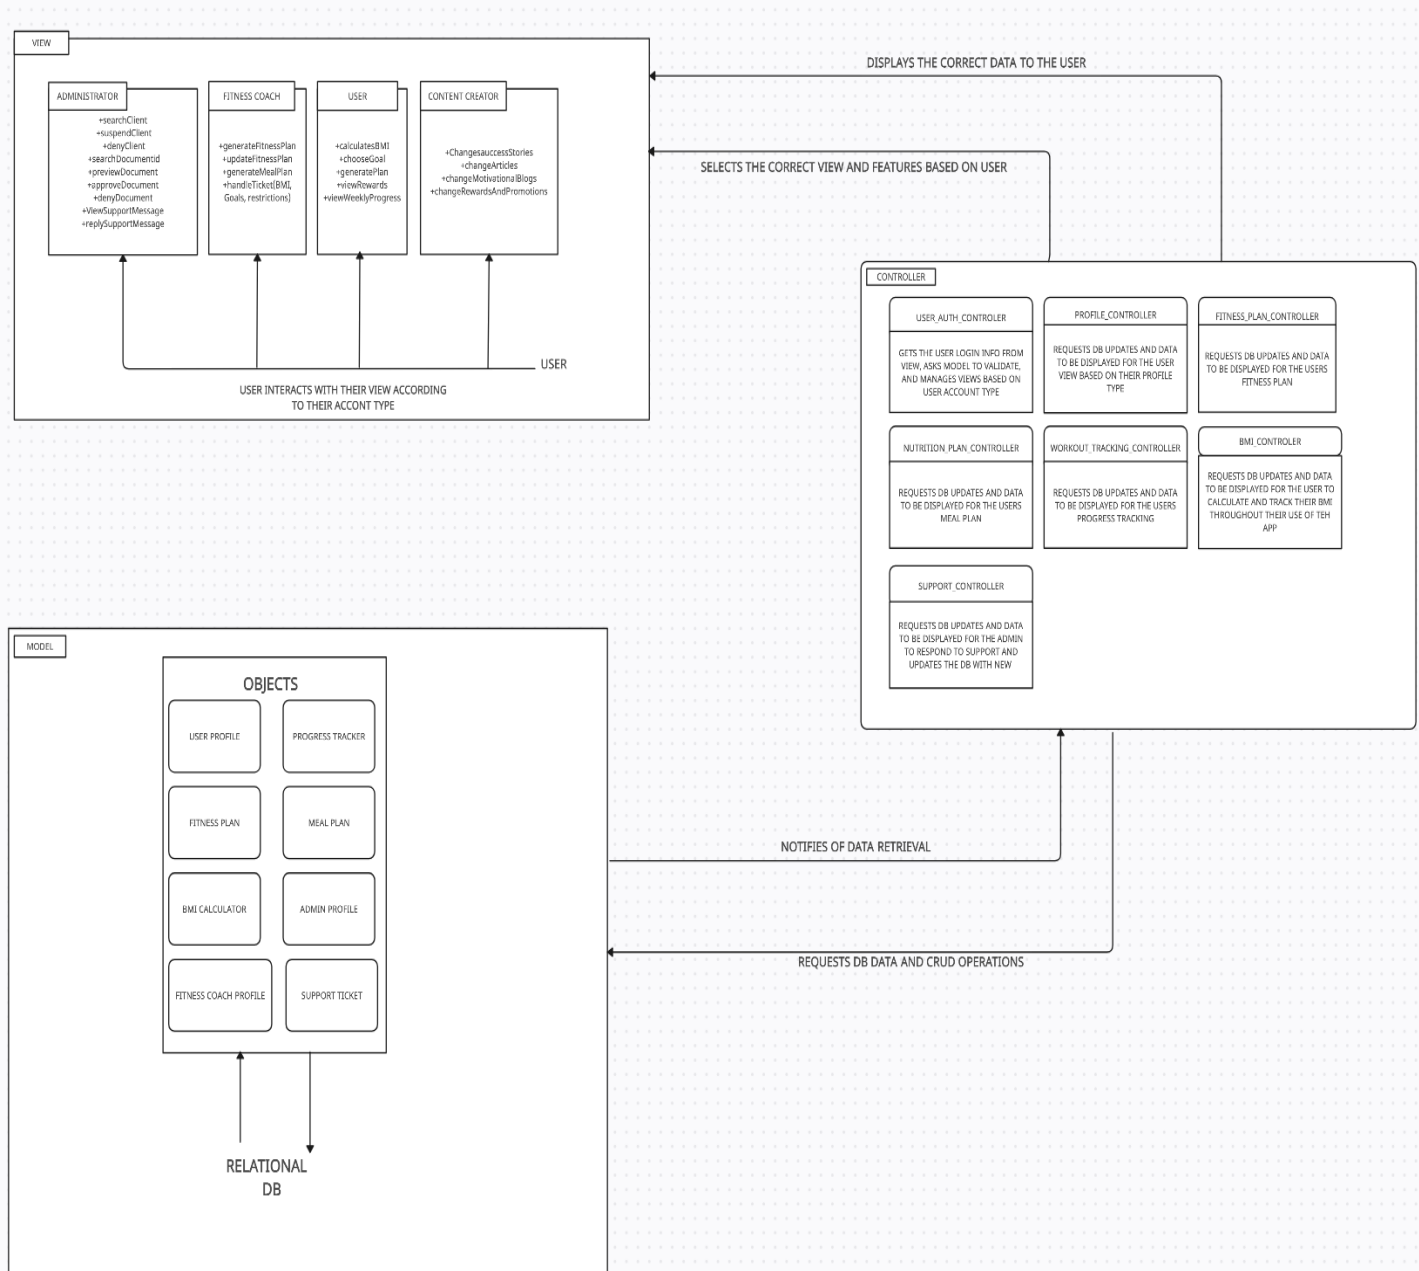 VIEW
ADMINISTRATOR
+searchClient
+suspendClient
+denyClient
+searchDocumentid
+previewDocument
+approveDocument
+denyDocument
+ViewSupportMessage
+replySupportMessage
FITNESS COACH
+generateFitnessPlan
+updateFitnessPlan
+generateMealPlan
+handleTicket(BMI,
Goals, restrictions)
USER
+calculatesBMI
+chooseGoal
+generatePlan
+viewRewards
+viewWeeklyProgress
CONTENT CREATOR
+ChangesauccessStories
+changeArticles
+changeMotivationalBlogs
+changeRewardsAndPromotions
USER
USER INTERACTS WITH THEIR VIEW ACCORDING
TO THEIR ACCONT TYPE
DISPLAYS THE CORRECT DATA TO THE USER
SELECTS THE CORRECT VIEW AND FEATURES BASED ON USER
CONTROLLER
USER_AUTH_CONTROLER
GETS THE USER LOGIN INFO FROM
VIEW, ASKS MODEL TO VALIDATE,
AND MANAGES VIEWS BASED ON
USER ACCOUNT TYPE
PROFILE_CONTROLLER
REQUESTS DB UPDATES AND DATA
TO BE DISPLAYED FOR THE USER
VIEW BASED ON THEIR PROFILE
TYPE
FITNESS_PLAN_CONTROLLER
REQUESTS DB UPDATES AND DATA
TO BE DISPLAYED FOR THE USERS
FITNESS PLAN
NUTRITION_PLAN_CONTROLLER
REQUESTS DB UPDATES AND DATA
TO BE DISPLAYED FOR THE USERS
MEAL PLAN
WORKOUT_TRACKING_CONTROLLER
REQUESTS DB UPDATES AND DATA
TO BE DISPLAYED FOR THE USERS
PROGRESS TRACKING
BMI_CONTROLER
REQUESTS DB UPDATES AND DATA
TO BE DISPLAYED FOR THE USER TO
CALCULATE AND TRACK THEIR BMI
THROUGHOUT THEIR USE OF TEH
APP
SUPPORT_CONTROLLER
REQUESTS DB UPDATES AND DATA
TO BE DISPLAYED FOR THE ADMIN
TO RESPOND TO SUPPORT AND
UPDATES THE DB WITH NEW
MODEL
OBJECTS
USER PROFILE
PROGRESS TRACKER
FITNESS PLAN
MEAL PLAN
BMI CALCULATOR
ADMIN PROFILE
FITNESS COACH PROFILE
SUPPORT TICKET
RELATIONAL
DB
NOTIFIES OF DATA RETRIEVAL
REQUESTS DB DATA AND CRUD OPERATIONS